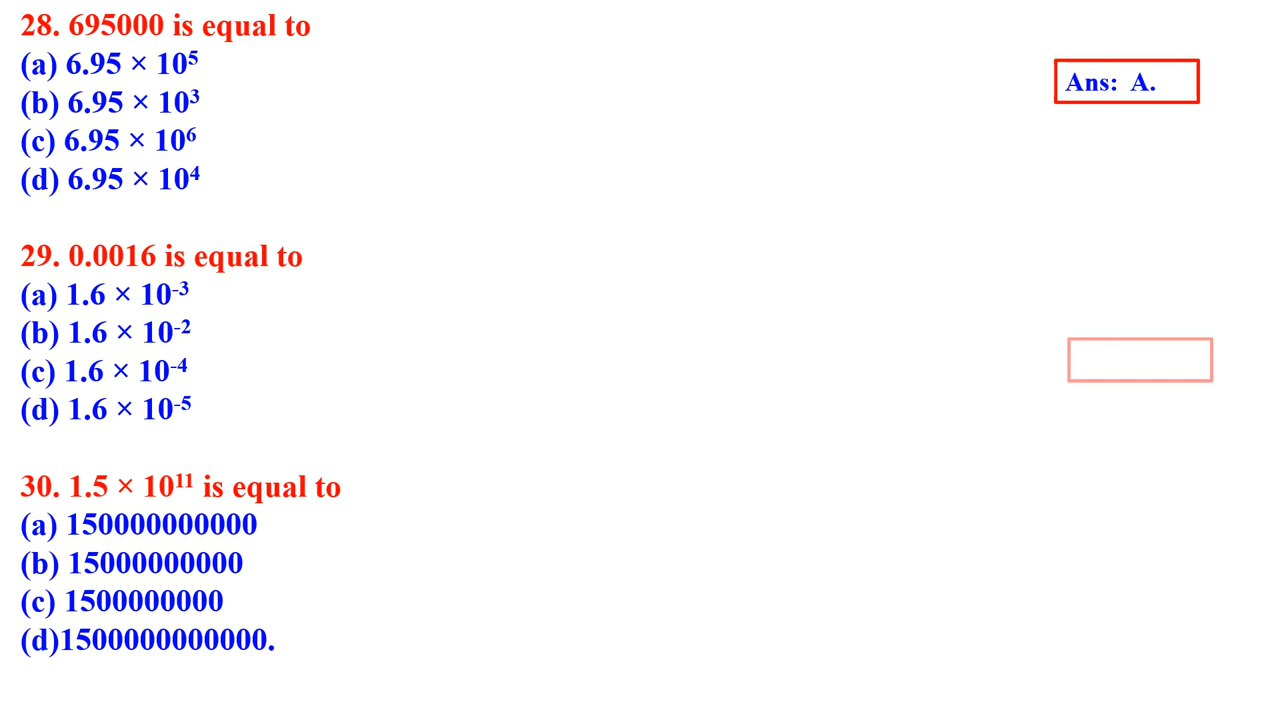 28. 695000 is equal to
(a) 6.95 × 10⁵
Ans: A.
(b) 6.95 × 10³
(c) 6.95 × 10⁶
(d) 6.95 × 10⁴
29. 0.0016 is equal to
(a) 1.6 × 10⁻³
(b) 1.6 × 10⁻²
(c) 1.6 × 10⁻⁴
(d) 1.6 × 10⁻⁵
30. 1.5 × 10¹¹ is equal to
(a) 150000000000
(b) 15000000000
(c) 1500000000
(d)1500000000000.